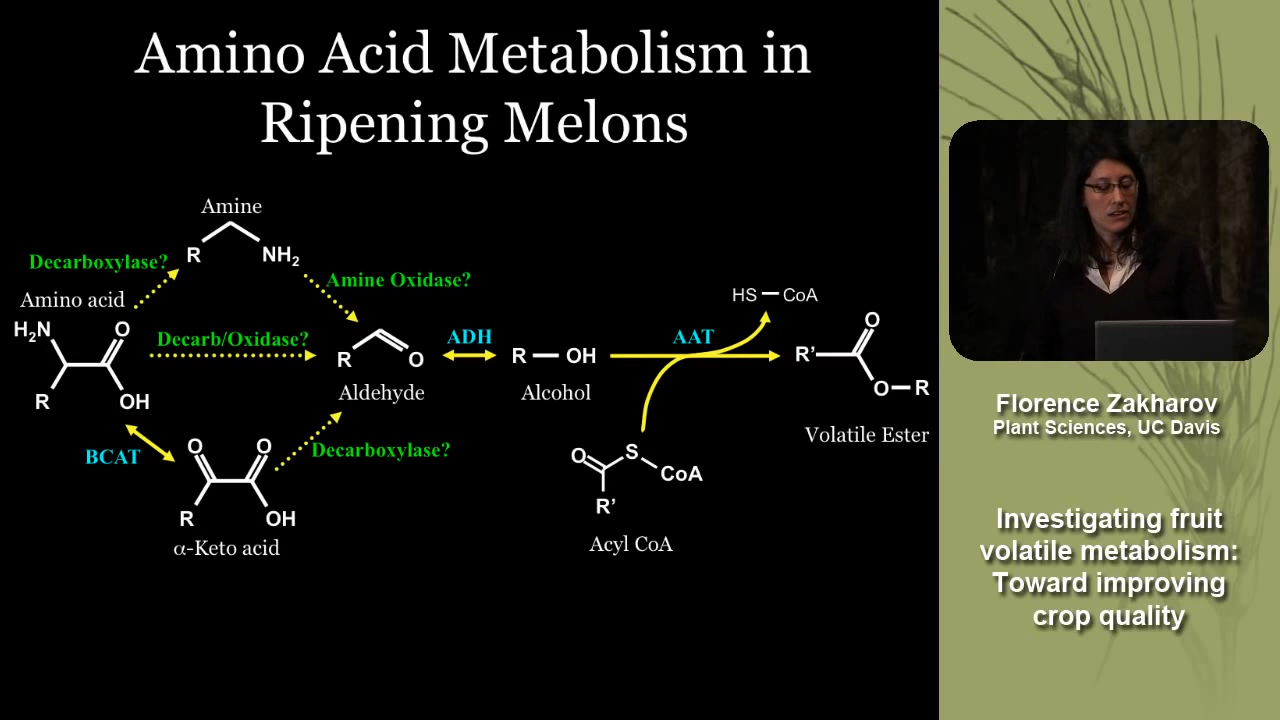 Amino Acid Metabolism in
Ripening Melons
Amine
R
NH₂
Decarboxylase?
Amine Oxidase?
Amino acid
H₂N
O
R
OH
Decarb/Oxidase?
R
O
Aldehyde
ADH
R — OH
Alcohol
AAT
HS — CoA
O
R’
O — R
Volatile Ester
BCAT
O
O
R
OH
α-Keto acid
Decarboxylase?
O
S
CoA
R’
Acyl CoA
Florence Zakharov
Plant Sciences, UC Davis
Investigating fruit
volatile metabolism:
Toward improving
crop quality